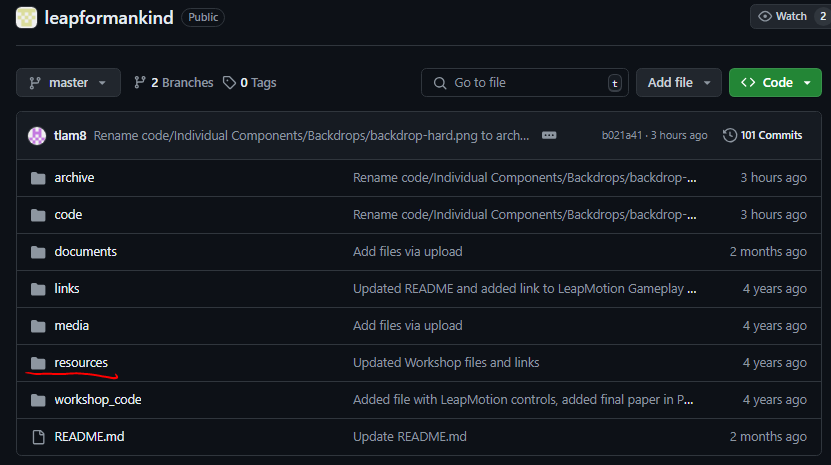 leapformankind Public Watch 2
master 2 Branches 0 Tags Go to file t Add file <> Code
tlam8 Rename code/Individual Components/Backdrops/backdrop-hard.png to arch... b021a41 · 3 hours ago 101 Commits
archive Rename code/Individual Components/Backdrops/backdrop-... 3 hours ago
code Rename code/Individual Components/Backdrops/backdrop-... 3 hours ago
documents Add files via upload 2 months ago
links Updated README and added link to LeapMotion Gameplay ... 4 years ago
media Add files via upload 4 years ago
resources Updated Workshop files and links 4 years ago
workshop_code Added file with LeapMotion controls, added final paper in P... 4 years ago
README.md Update README.md 2 months ago